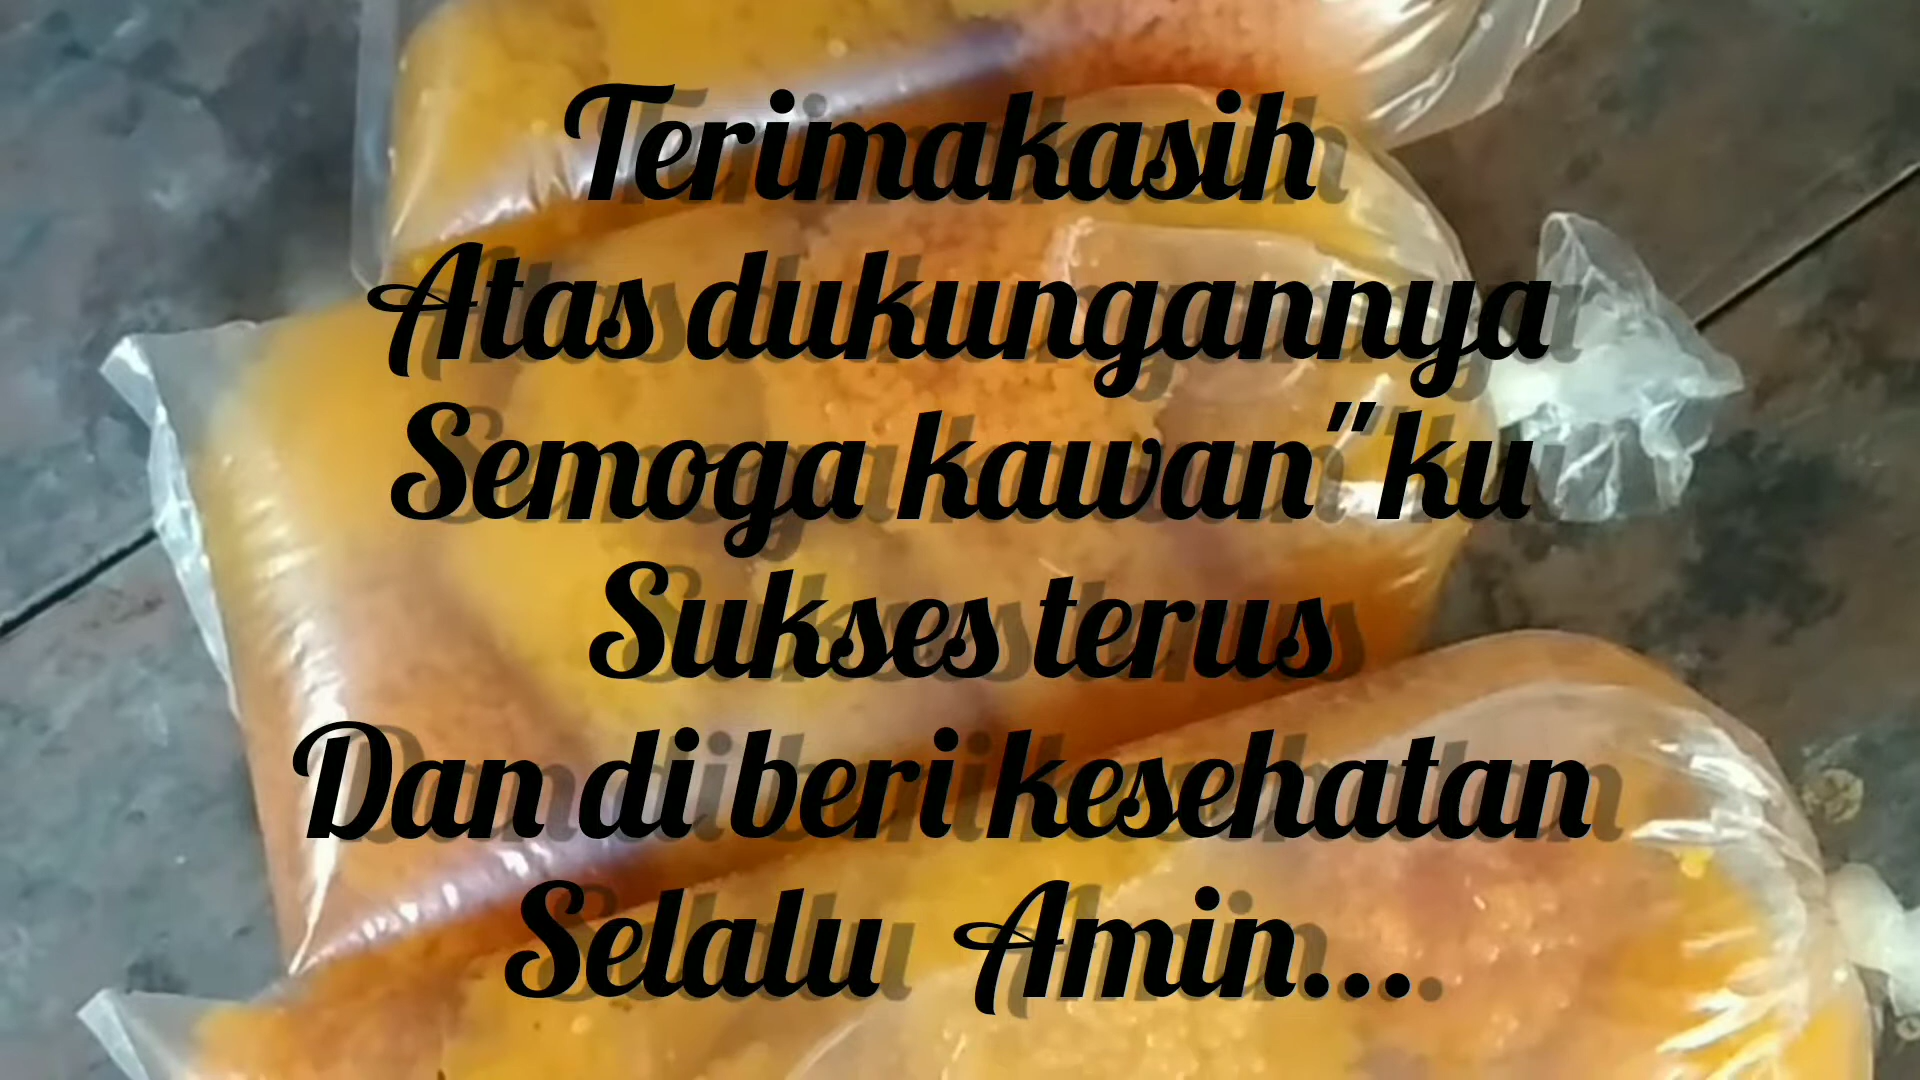 Terimakasih
Atas dukungannya
Semoga kawan"ku
Sukses terus
Dan di beri kesehatan
Selalu Amin...